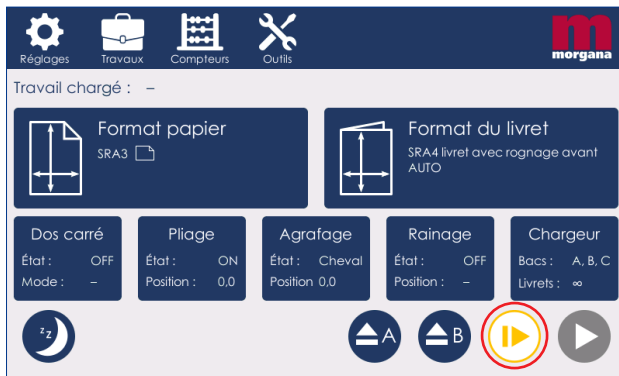 Réglages
Travaux
Compteurs
Outils
morgana
Travail chargé : –
Format papier
SRA3
Format du livret
SRA4 livret avec rognage avant
AUTO
Dos carré
État : OFF
Mode : –
Pliage
État : ON
Position : 0,0
Agrafage
État : Cheval
Position 0,0
Rainage
État : OFF
Position : –
Chargeur
Bacs : A, B, C
Livrets : ∞
z Z
A
B